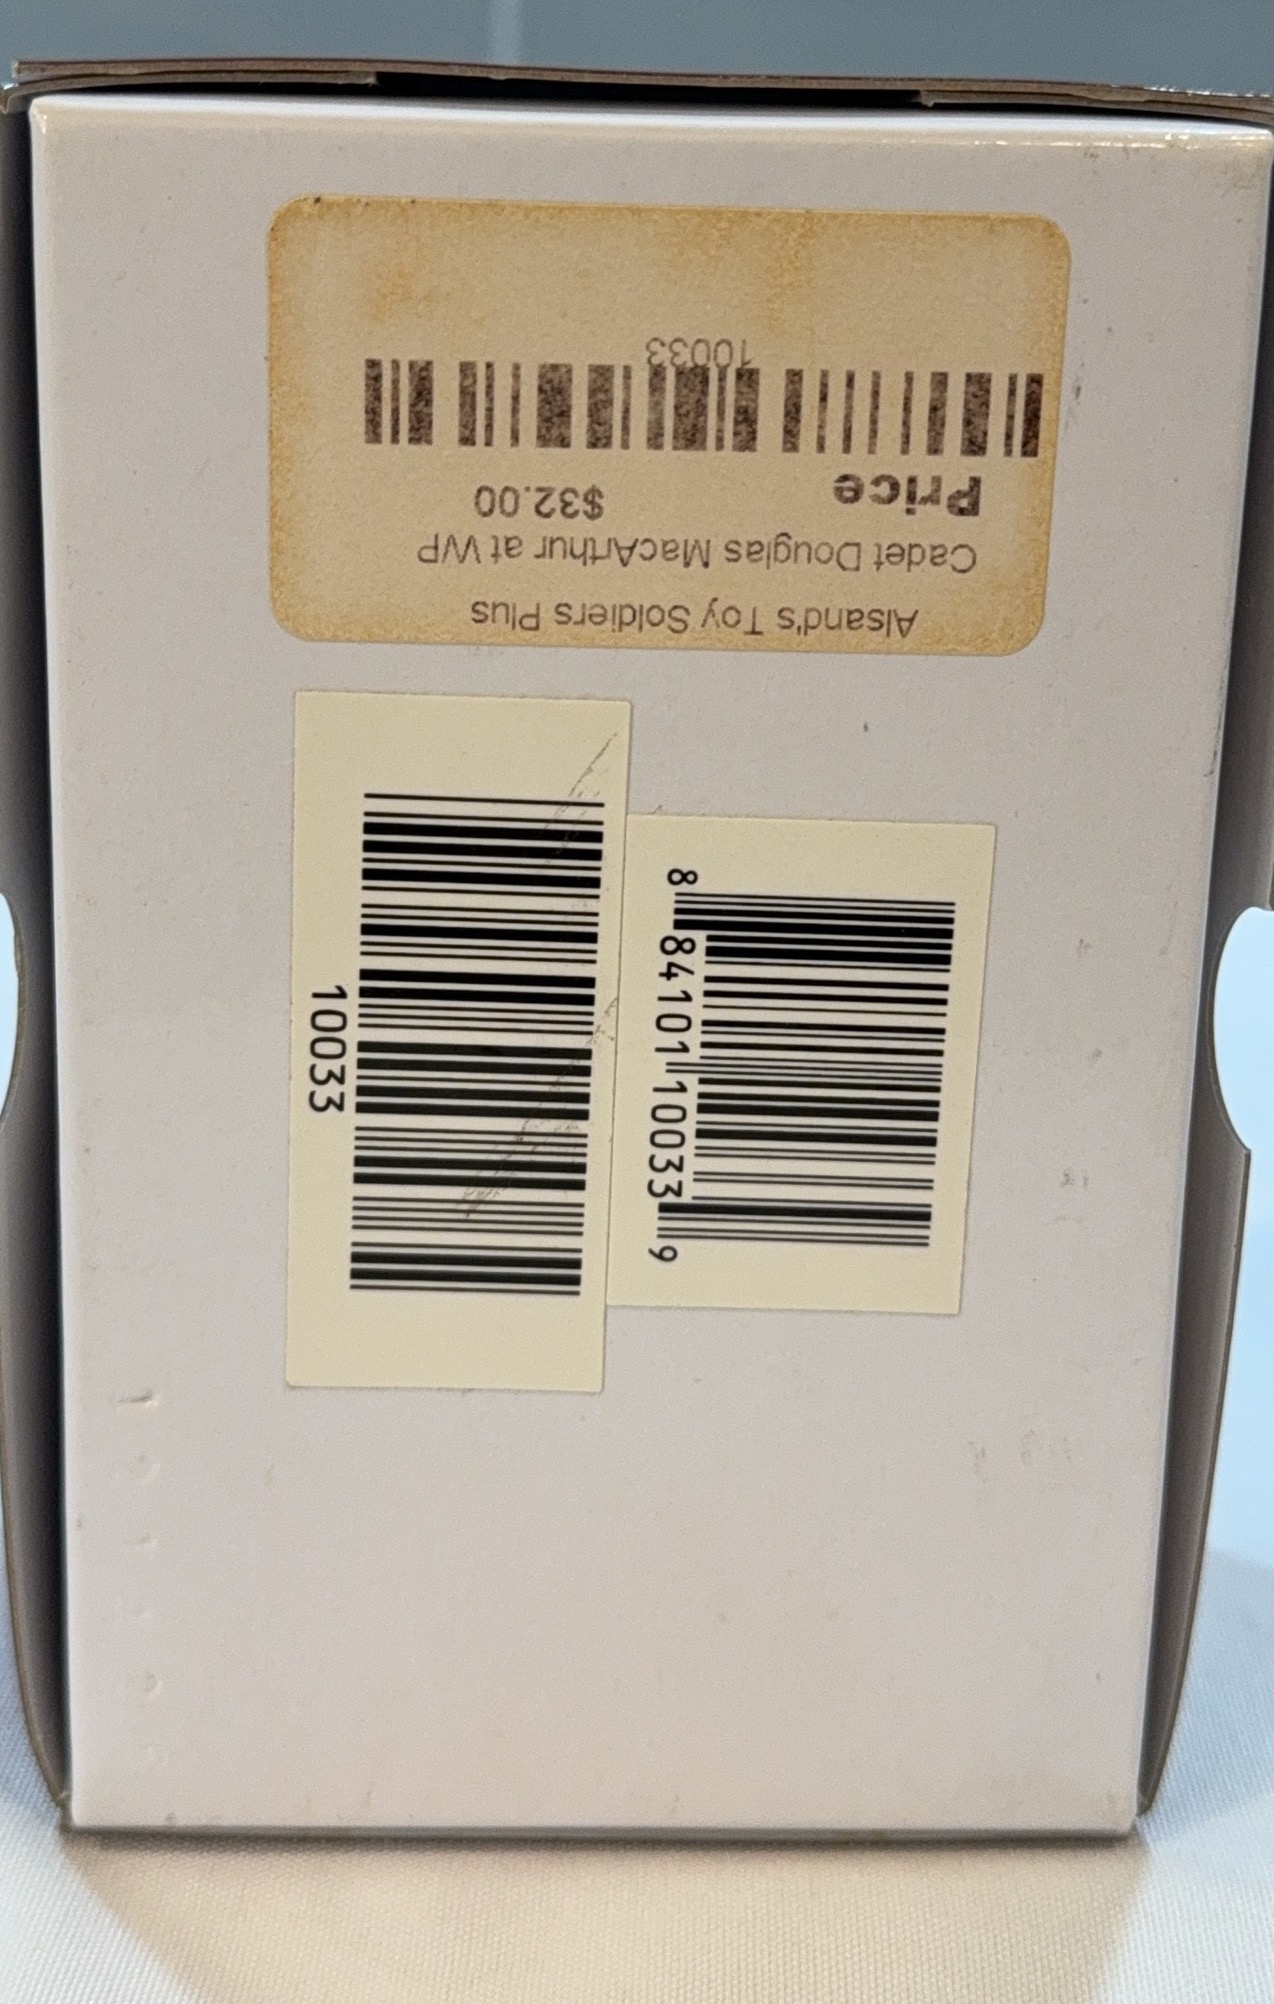 Alsand's Toy Soldiers Plus
Cadet Douglas MacArthur at WP
Price $32.00
10033
10033
8 84101 10033 9